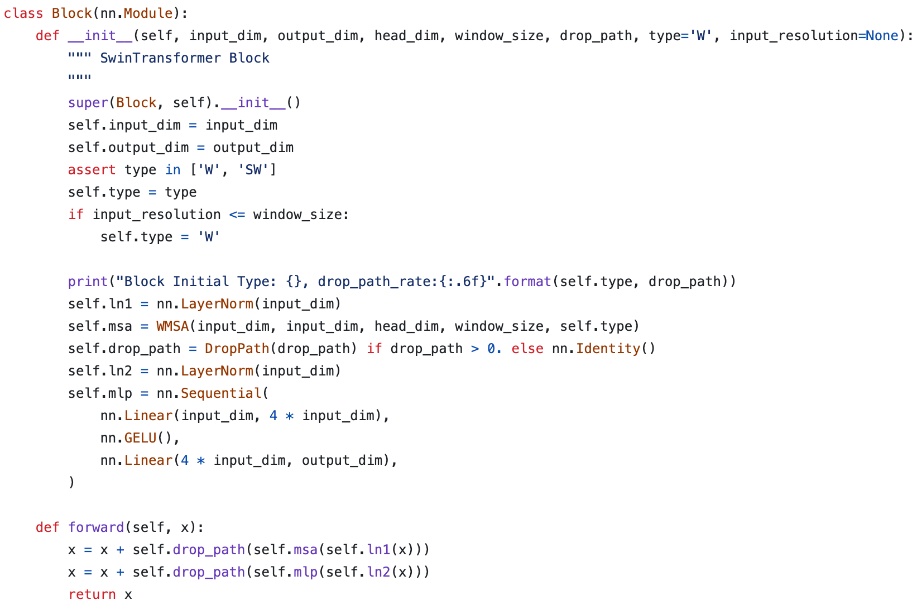 class Block(nn.Module):
    def __init__(self, input_dim, output_dim, head_dim, window_size, drop_path, type='W', input_resolution=None):
        """ SwinTransformer Block
        """
        super(Block, self).__init__()
        self.input_dim = input_dim
        self.output_dim = output_dim
        assert type in ['W', 'SW']
        self.type = type
        if input_resolution <= window_size:
            self.type = 'W'

        print("Block Initial Type: {}, drop_path_rate:{:.6f}".format(self.type, drop_path))
        self.ln1 = nn.LayerNorm(input_dim)
        self.msa = WMSA(input_dim, input_dim, head_dim, window_size, self.type)
        self.drop_path = DropPath(drop_path) if drop_path > 0. else nn.Identity()
        self.ln2 = nn.LayerNorm(input_dim)
        self.mlp = nn.Sequential(
            nn.Linear(input_dim, 4 * input_dim),
            nn.GELU(),
            nn.Linear(4 * input_dim, output_dim),
        )

    def forward(self, x):
        x = x + self.drop_path(self.msa(self.ln1(x)))
        x = x + self.drop_path(self.mlp(self.ln2(x)))
        return x